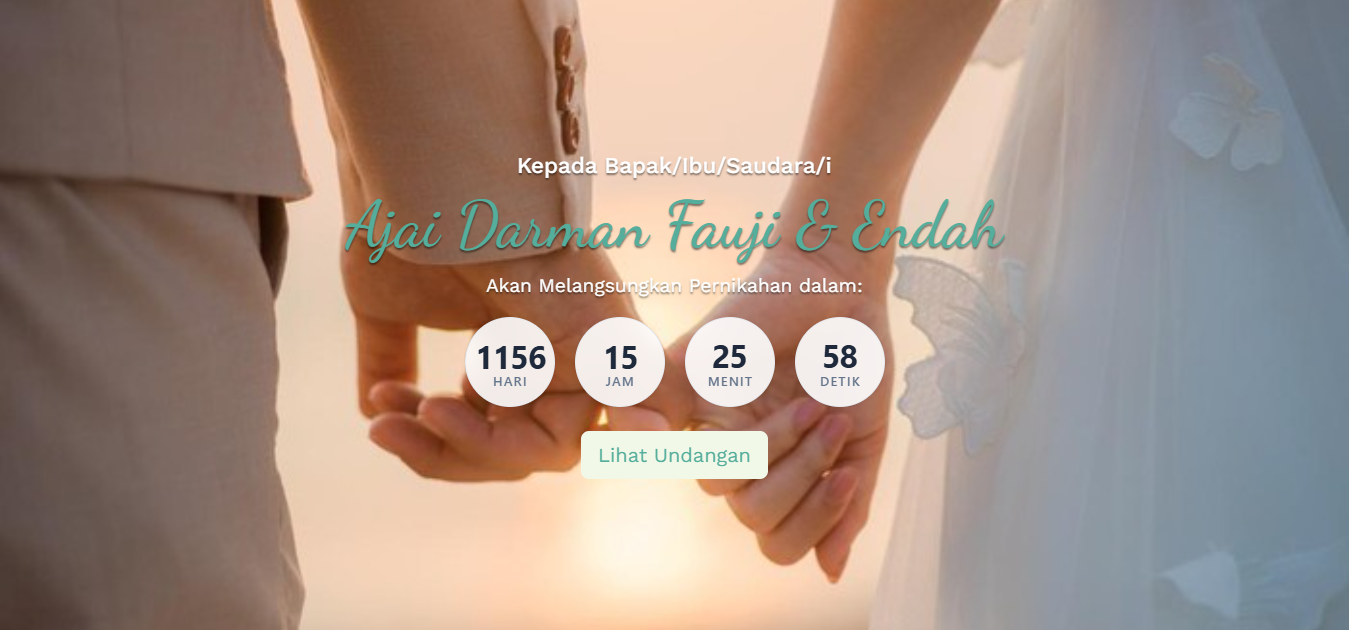 Kepada Bapak/Ibu/Saudara/i
Ajai Darman Fauji & Endah
Akan Melangsungkan Pernikahan dalam:
1156 15 25 58
HARI JAM MENIT DETIK
Lihat Undangan